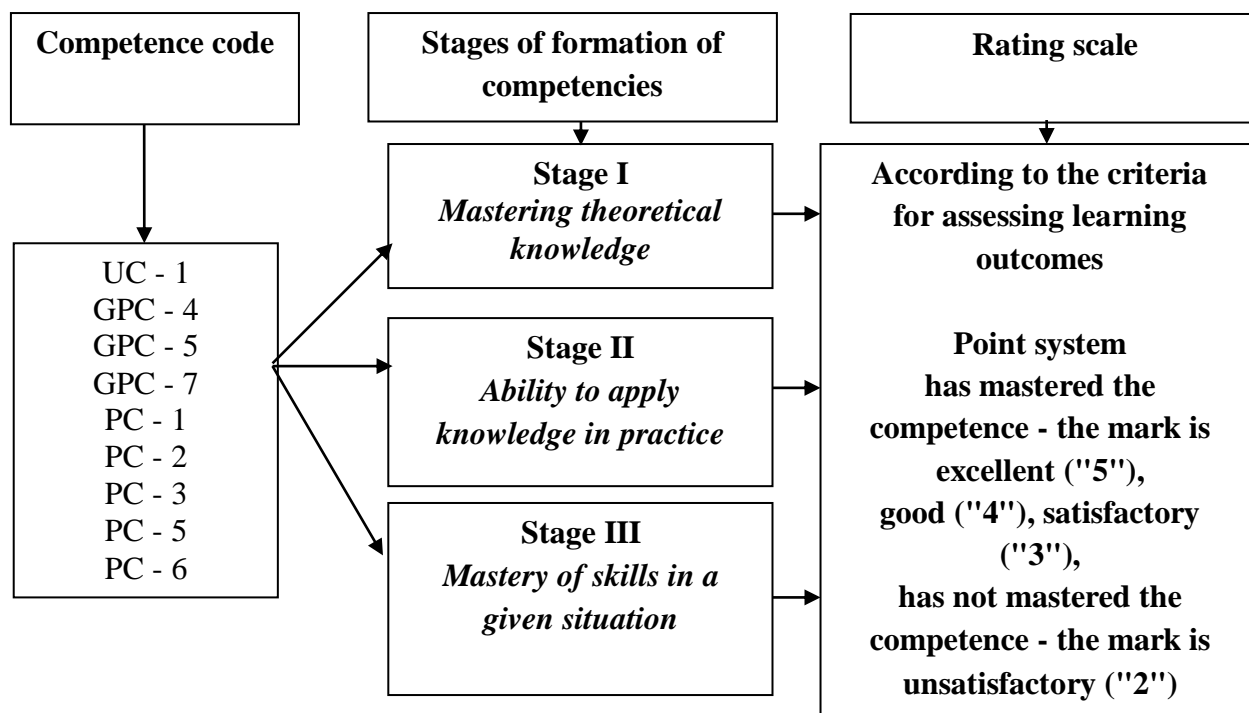 Competence code
Stages of formation of
competencies
Rating scale
UC - 1
GPC - 4
GPC - 5
GPC - 7
PC - 1
PC - 2
PC - 3
PC - 5
PC - 6
Stage I
Mastering theoretical
knowledge
Stage II
Ability to apply
knowledge in practice
Stage III
Mastery of skills in a
given situation
According to the criteria
for assessing learning
outcomes
Point system
has mastered the
competence - the mark is
excellent ("5"),
good ("4"), satisfactory
("3"),
has not mastered the
competence - the mark is
unsatisfactory ("2")